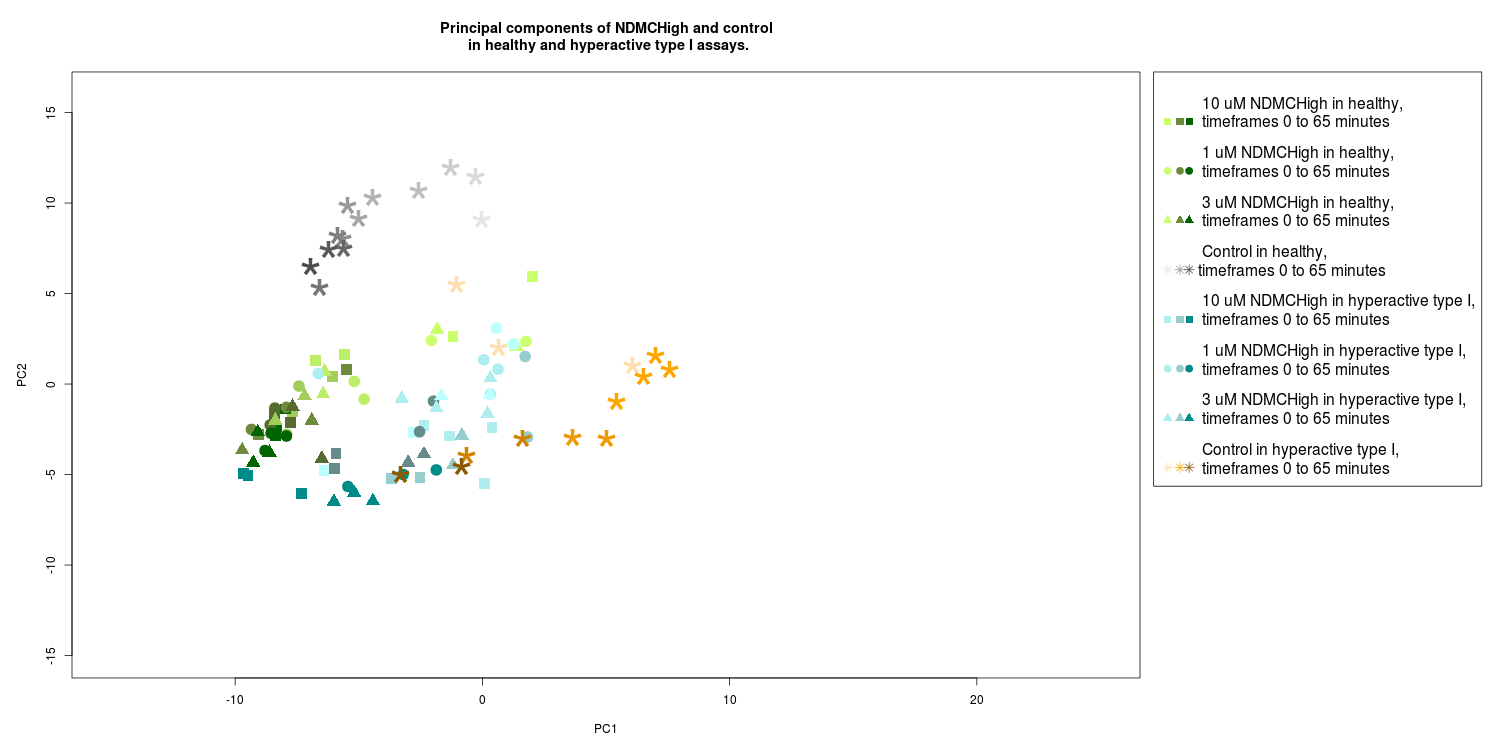 Principal components of NDMCHigh and control
in healthy and hyperactive type I assays.
15
10
5
0
-5
-10
-15
PC2
-10
0
10
20
PC1
10 uM NDMCHigh in healthy,
timeframes 0 to 65 minutes
1 uM NDMCHigh in healthy,
timeframes 0 to 65 minutes
3 uM NDMCHigh in healthy,
timeframes 0 to 65 minutes
Control in healthy,
timeframes 0 to 65 minutes
10 uM NDMCHigh in hyperactive type I,
timeframes 0 to 65 minutes
1 uM NDMCHigh in hyperactive type I,
timeframes 0 to 65 minutes
3 uM NDMCHigh in hyperactive type I,
timeframes 0 to 65 minutes
Control in hyperactive type I,
timeframes 0 to 65 minutes